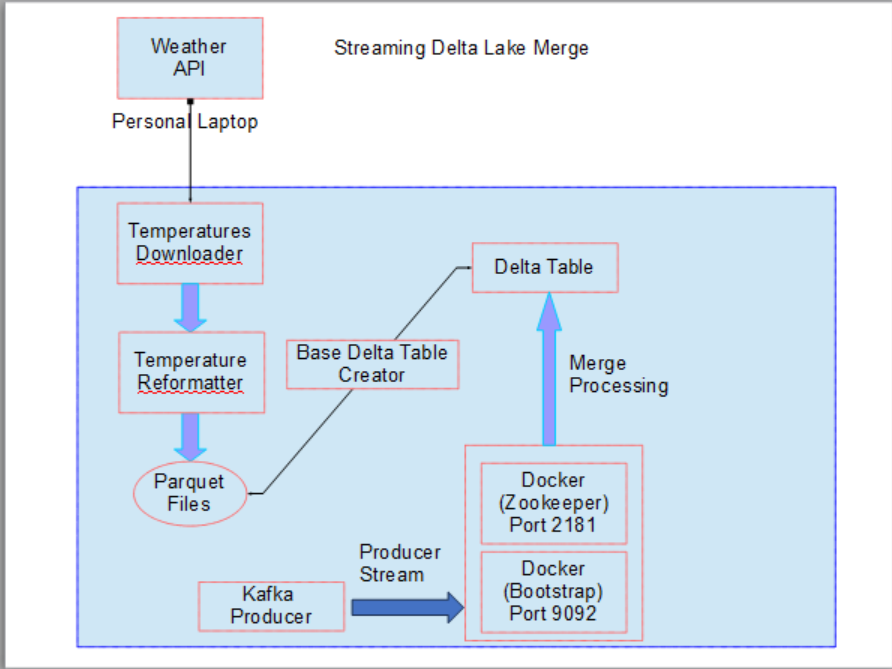 Weather
API
Streaming Delta Lake Merge
Personal Laptop
Temperatures
Downloader
Delta Table
Temperature
Reformatter
Base Delta Table
Creator
Merge
Processing
Parquet
Files
Docker
(Zookeeper)
Port 2181
Producer
Stream
Docker
(Bootstrap)
Port 9092
Kafka
Producer